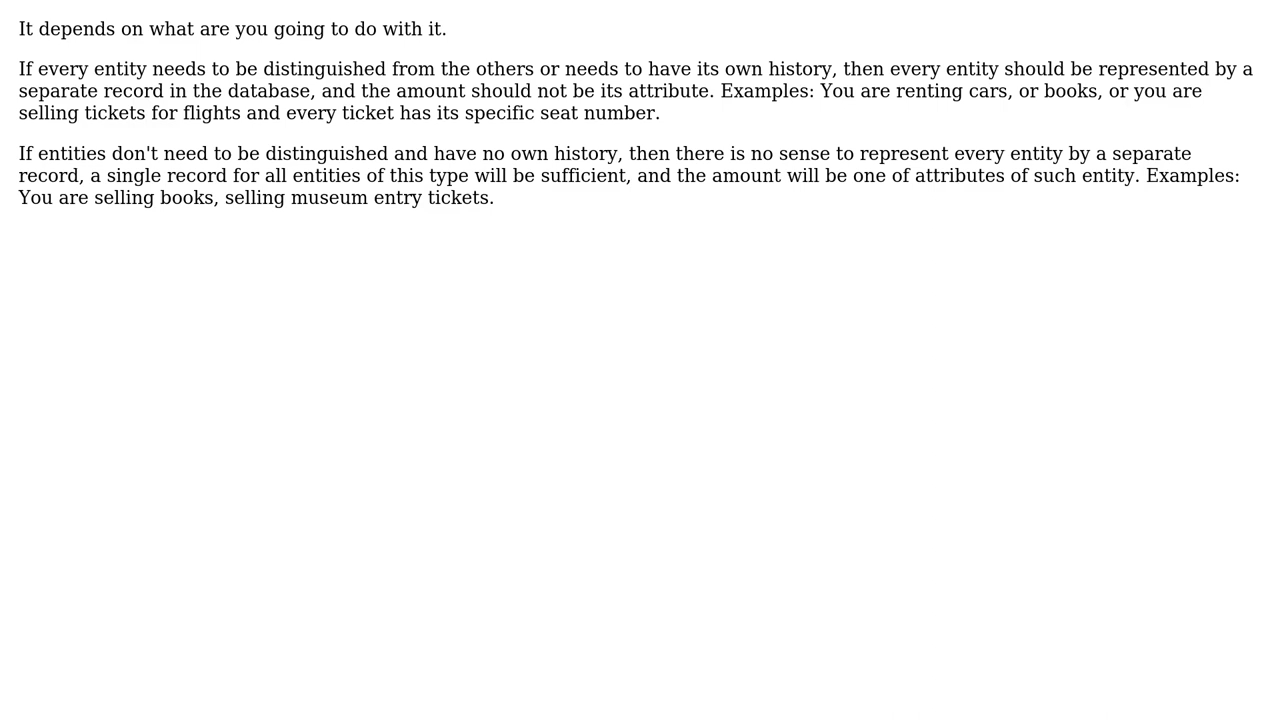 It depends on what are you going to do with it.
If every entity needs to be distinguished from the others or needs to have its own history, then every entity should be represented by a
separate record in the database, and the amount should not be its attribute. Examples: You are renting cars, or books, or you are
selling tickets for flights and every ticket has its specific seat number.
If entities don't need to be distinguished and have no own history, then there is no sense to represent every entity by a separate
record, a single record for all entities of this type will be sufficient, and the amount will be one of attributes of such entity. Examples:
You are selling books, selling museum entry tickets.